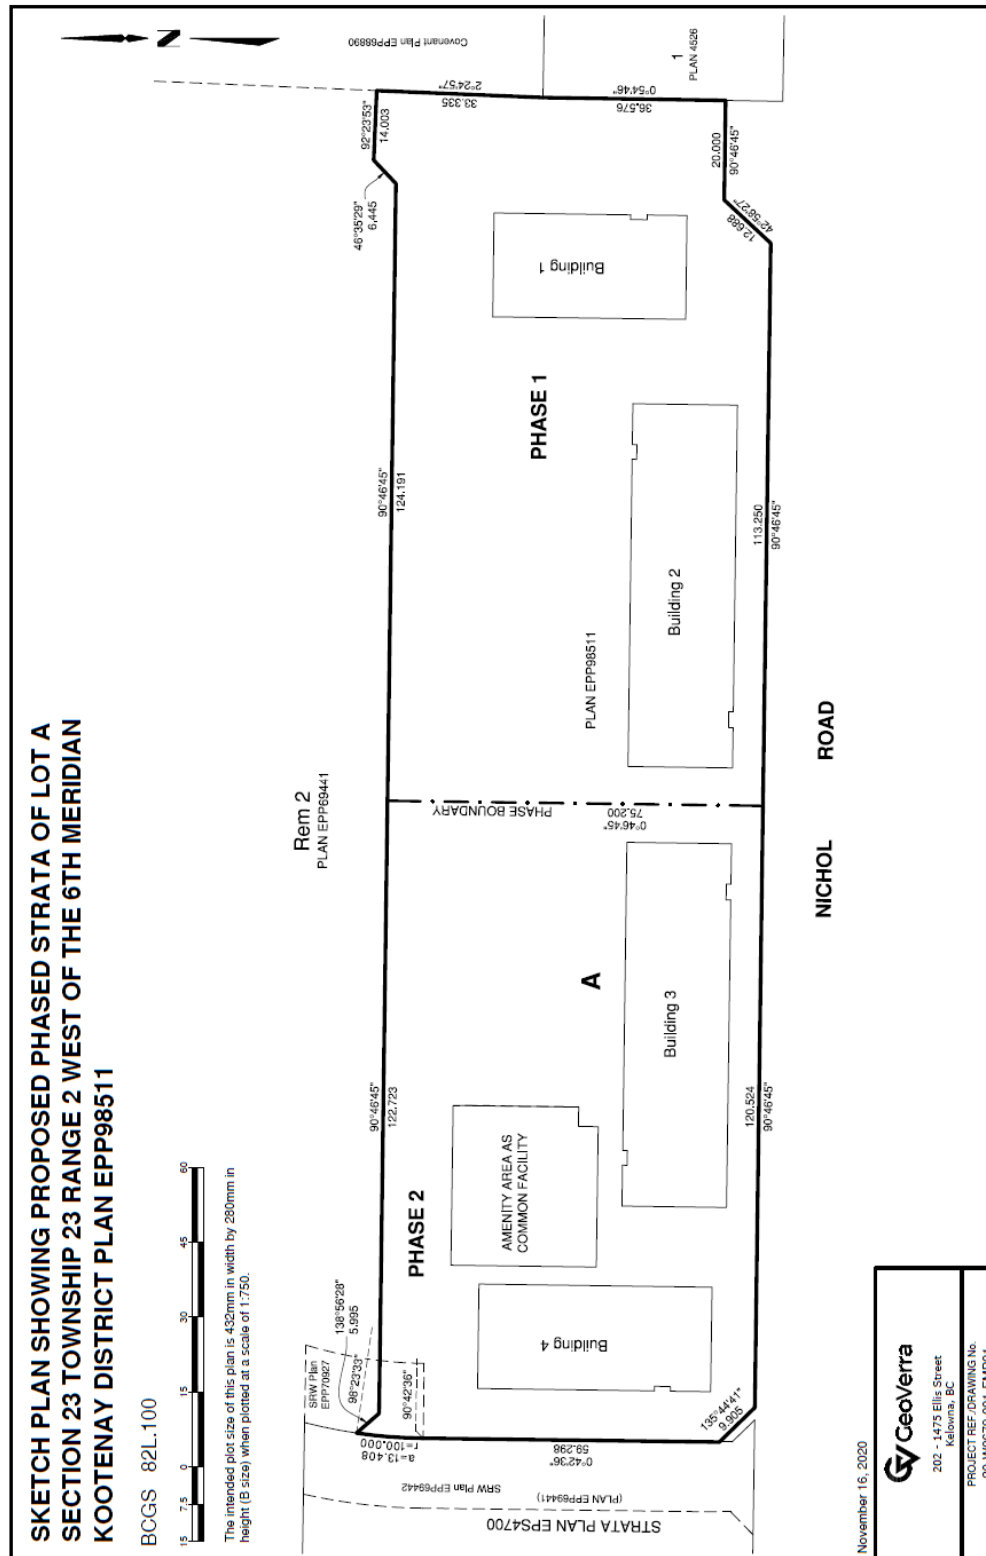 SKETCH PLAN SHOWING PROPOSED PHASED STRATA OF LOT A
SECTION 23 TOWNSHIP 23 RANGE 2 WEST OF THE 6TH MERIDIAN
KOOTENAY DISTRICT PLAN EPP98511
BCGS 82L.100
15 7.5 0 15 30 45 60
The intended plot size of this plan is 432mm in width by 280mm in
height (B size) when plotted at a scale of 1:750.
N
Covenant Plan EPP68890
1
PLAN 4526
2°24'57"
33.335
0°54'46"
36.576
92°23'53"
14.003
46°35'29"
6.445
20.000
90°46'45"
42°58'27"
12.688
Building 1
PHASE 1
90°46'45"
124.191
Building 2
113.250
90°46'45"
PLAN EPP98511
Rem 2
PLAN EPP69441
PHASE BOUNDARY
0°46'45"
75.200
NICHOL ROAD
A
Building 3
90°46'45"
122.723
120.524
90°46'45"
PHASE 2
AMENITY AREA AS
COMMON FACILITY
Building 4
SRW Plan
EPP70927
138°56'28"
5.995
98°23'33"
90°42'36"
a=13.408
r=100.000
0°42'36"
59.298
135°44'41"
9.905
SRW Plan EPP69442
(PLAN EPP69441)
STRATA PLAN EPS4700
November 16, 2020
GeoVerra
202 - 1475 Ellis Street
Kelowna, BC
PROJECT REF./DRAWING No.